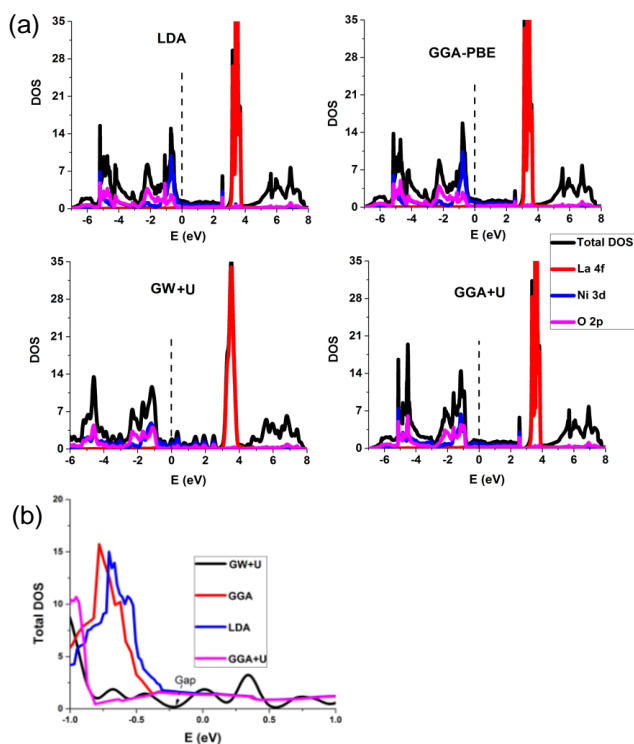 (a)
LDA
DOS
35
28
21
14
7
0
-6 -4 -2 0 2 4 6 8
E (eV)
GGA-PBE
DOS
35
28
21
14
7
0
-6 -4 -2 0 2 4 6 8
E (eV)
Total DOS
La 4f
Ni 3d
O 2p
GW+U
DOS
35
28
21
14
7
0
-6 -4 -2 0 2 4 6 8
E (eV)
GGA+U
DOS
35
28
21
14
7
0
-6 -4 -2 0 2 4 6 8
E (eV)
(b)
Total DOS
20
15
10
5
0
GW+U
GGA
LDA
GGA+U
Gap
-1.0 -0.5 0.0 0.5 1.0
E (eV)